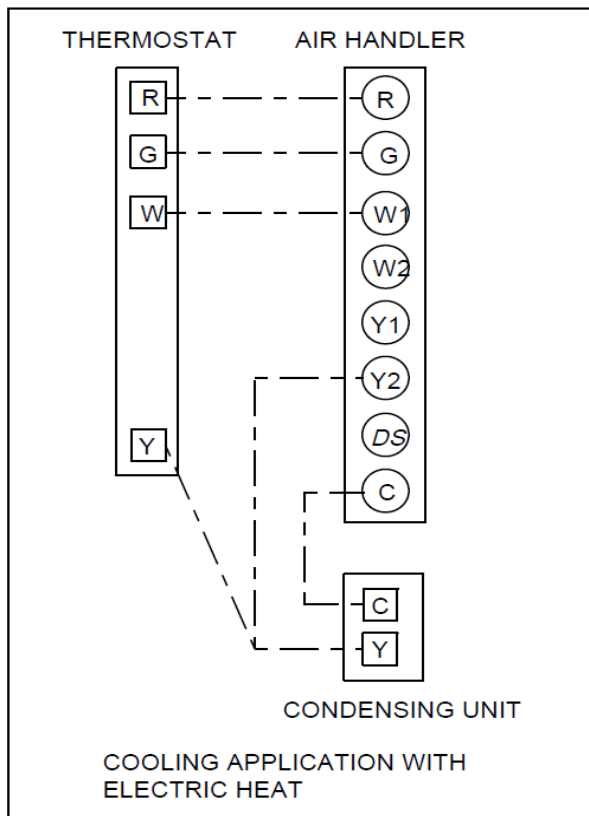 THERMOSTAT AIR HANDLER
R R
G G
W W1
W2
Y1
Y2
Y DS
C
C
Y
CONDENSING UNIT
COOLING APPLICATION WITH
ELECTRIC HEAT